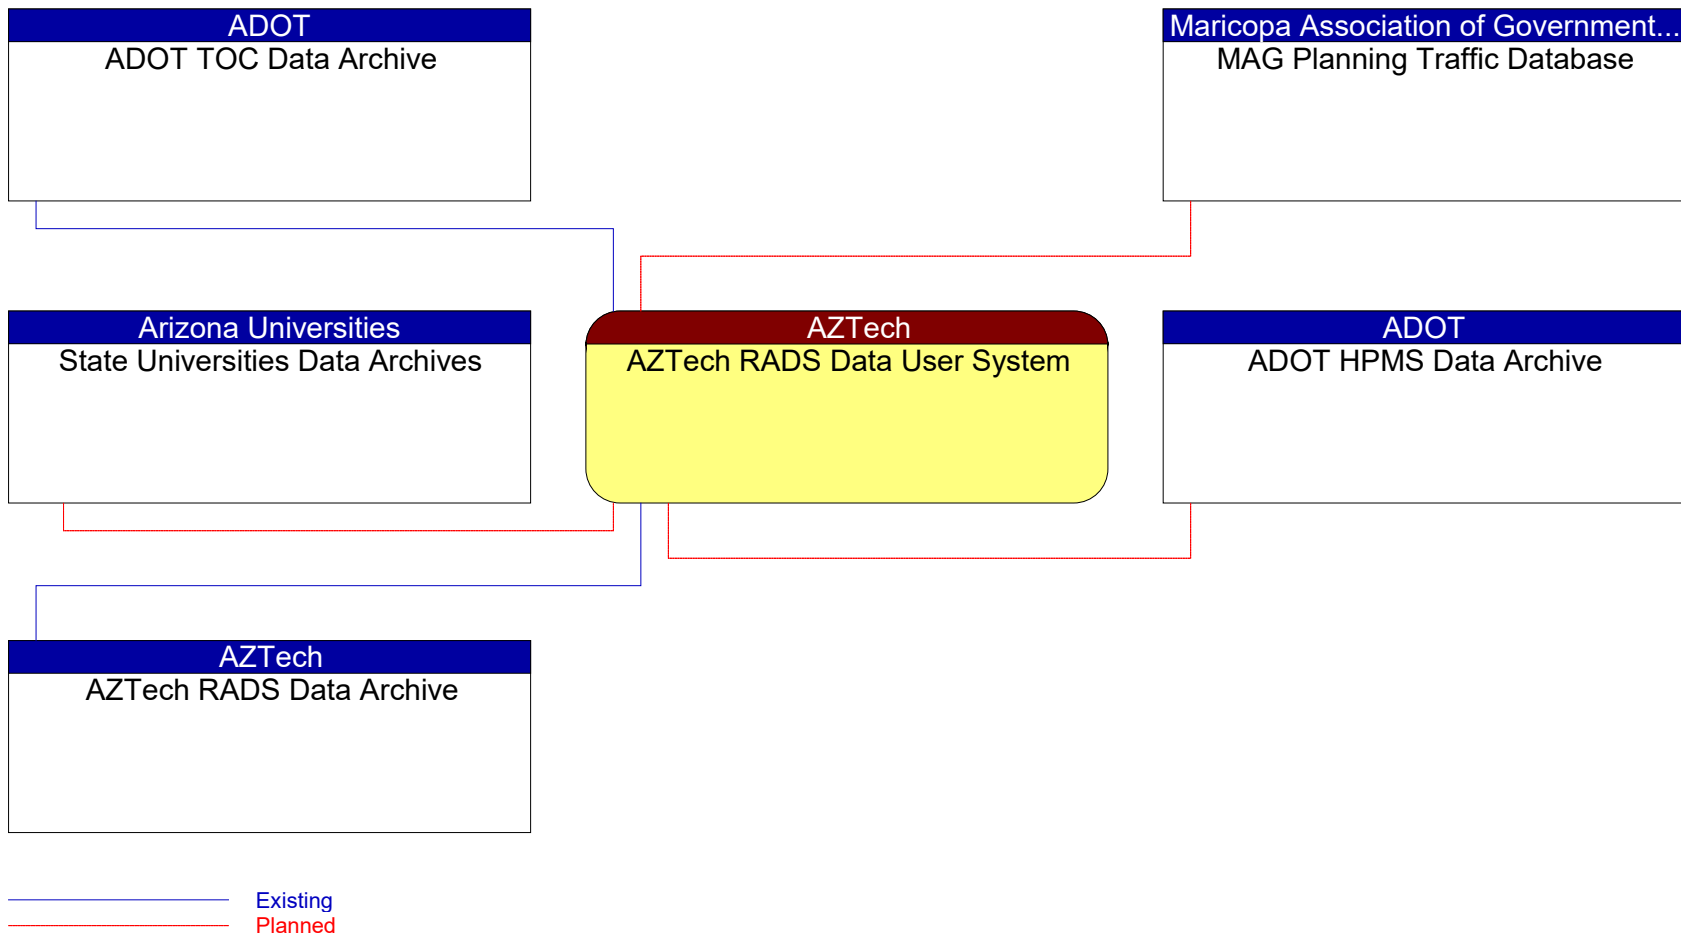 ADOT
ADOT TOC Data Archive
Maricopa Association of Government...
MAG Planning Traffic Database
Arizona Universities
State Universities Data Archives
AZTech
AZTech RADS Data User System
ADOT
ADOT HPMS Data Archive
AZTech
AZTech RADS Data Archive
Existing
Planned